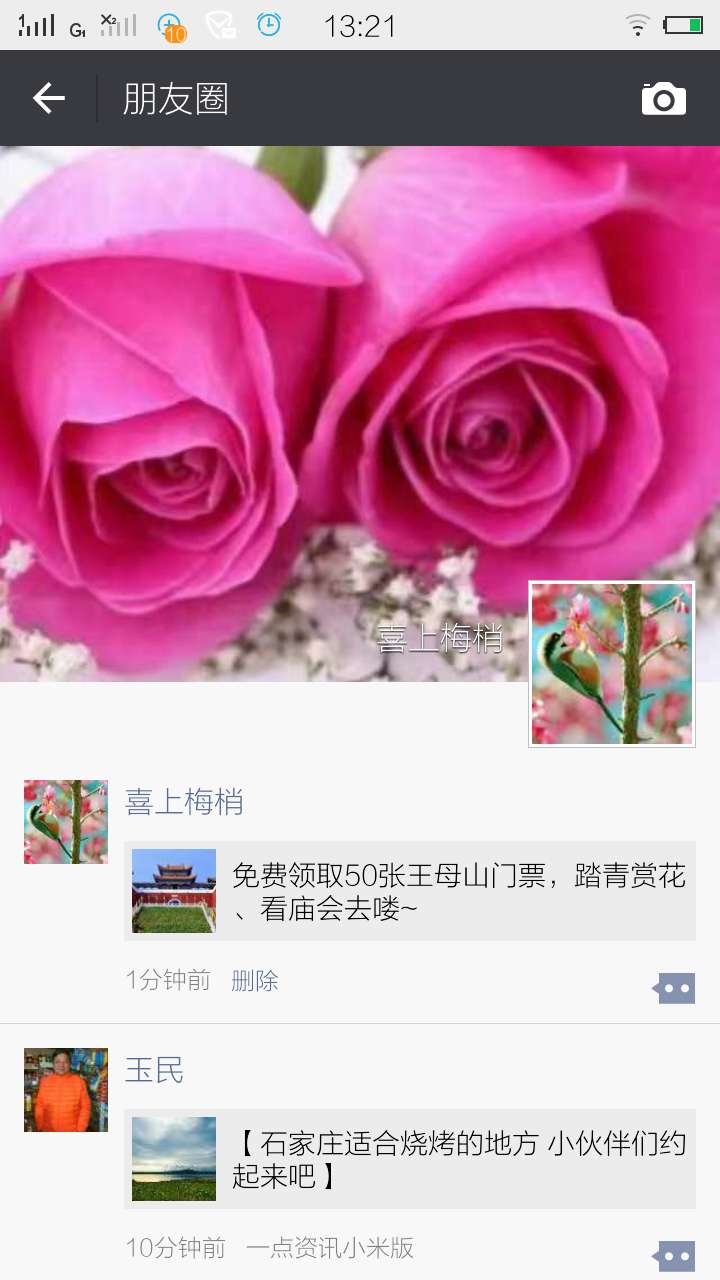 1 G1 X2 10 13:21
朋友圈
喜上梅梢
喜上梅梢
免费领取50张王母山门票，踏青赏花
、看庙会去喽~
1分钟前 删除
玉民
【石家庄适合烧烤的地方 小伙伴们约
起来吧】
10分钟前 一点资讯小米版